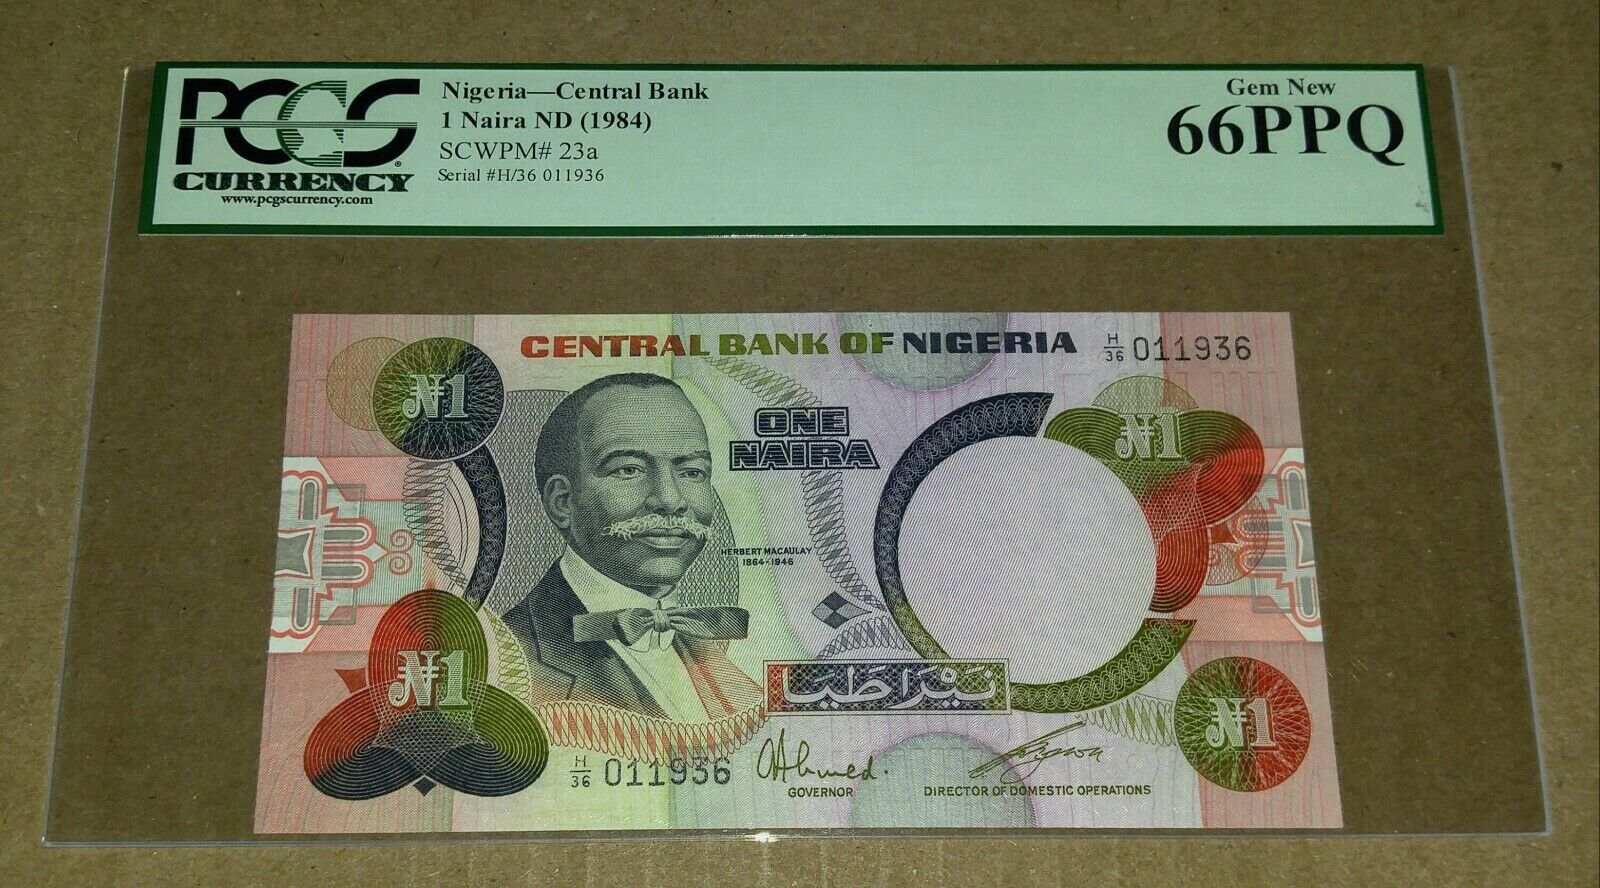 PCGS
CURRENCY
www.pcgscurrency.com
Nigeria—Central Bank
1 Naira ND (1984)
SCWPM# 23a
Serial #H/36 011936
Gem New
66PPQ
CENTRAL BANK OF NIGERIA
H/36 011936
₦1
₦1
ONE
NAIRA
HERBERT MACAULAY
1864-1946
نَيْرَا طَيَا
₦1
₦1
H/36 011936
GOVERNOR
DIRECTOR OF DOMESTIC OPERATIONS